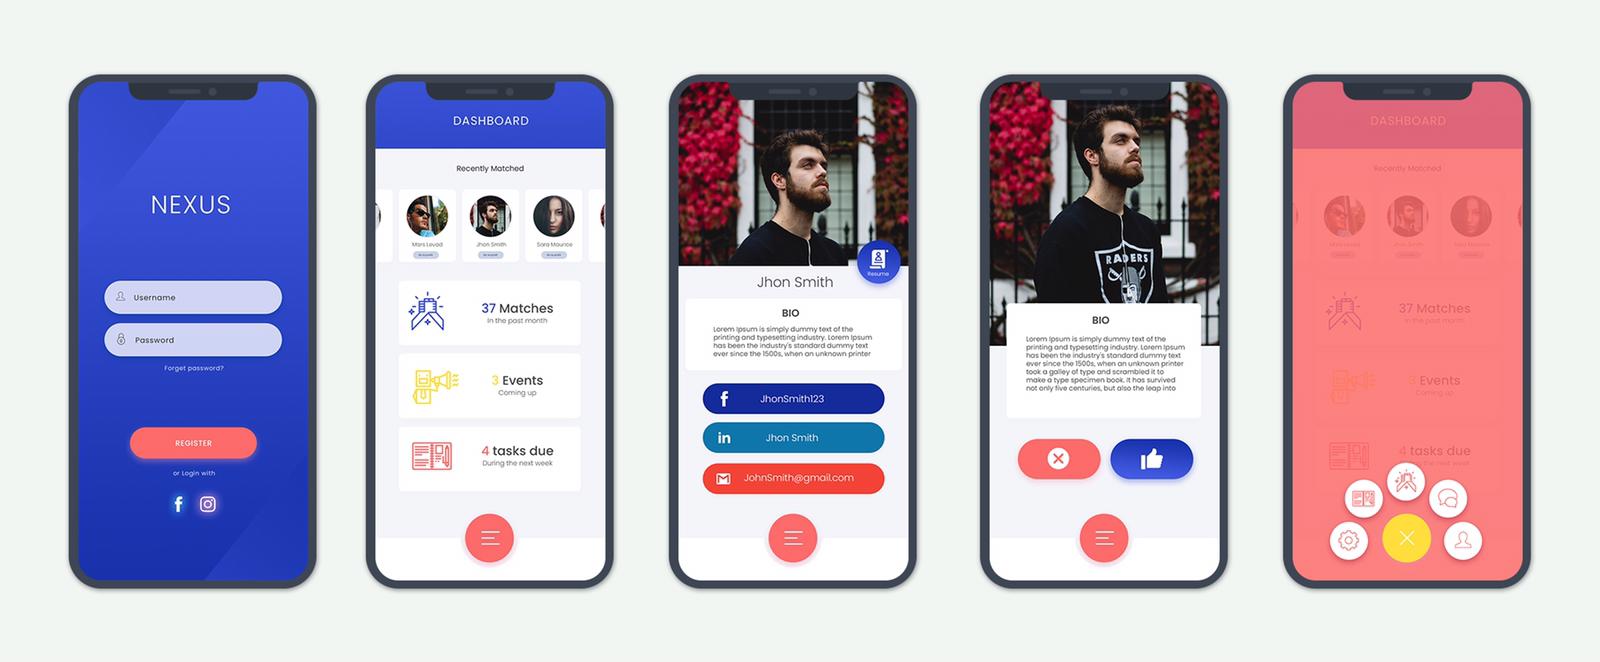 NEXUS
Username
Password
Forget password?
REGISTER
or Login with
DASHBOARD
Recently Matched
Mars Levad
Jhon Smith
Sara Maurice
37 Matches
In the past month
3 Events
Coming up
4 tasks due
During the next week
Resume
Jhon Smith
BIO
Lorem Ipsum is simply dummy text of the
printing and typesetting industry. Lorem Ipsum
has been the industry's standard dummy text
ever since the 1500s, when an unknown printer
JhonSmith123
Jhon Smith
JohnSmith@gmail.com
RAIDERS
BIO
Lorem Ipsum is simply dummy text of the
printing and typesetting industry. Lorem Ipsum
has been the industry's standard dummy text
ever since the 1500s, when an unknown printer
took a galley of type and scrambled it to
make a type specimen book. It has survived
not only five centuries, but also the leap into
DASHBOARD
Recently Matched
Mars Levad
Jhon Smith
Sara Maurice
37 Matches
In the past month
3 Events
Coming up
4 tasks due
the next week